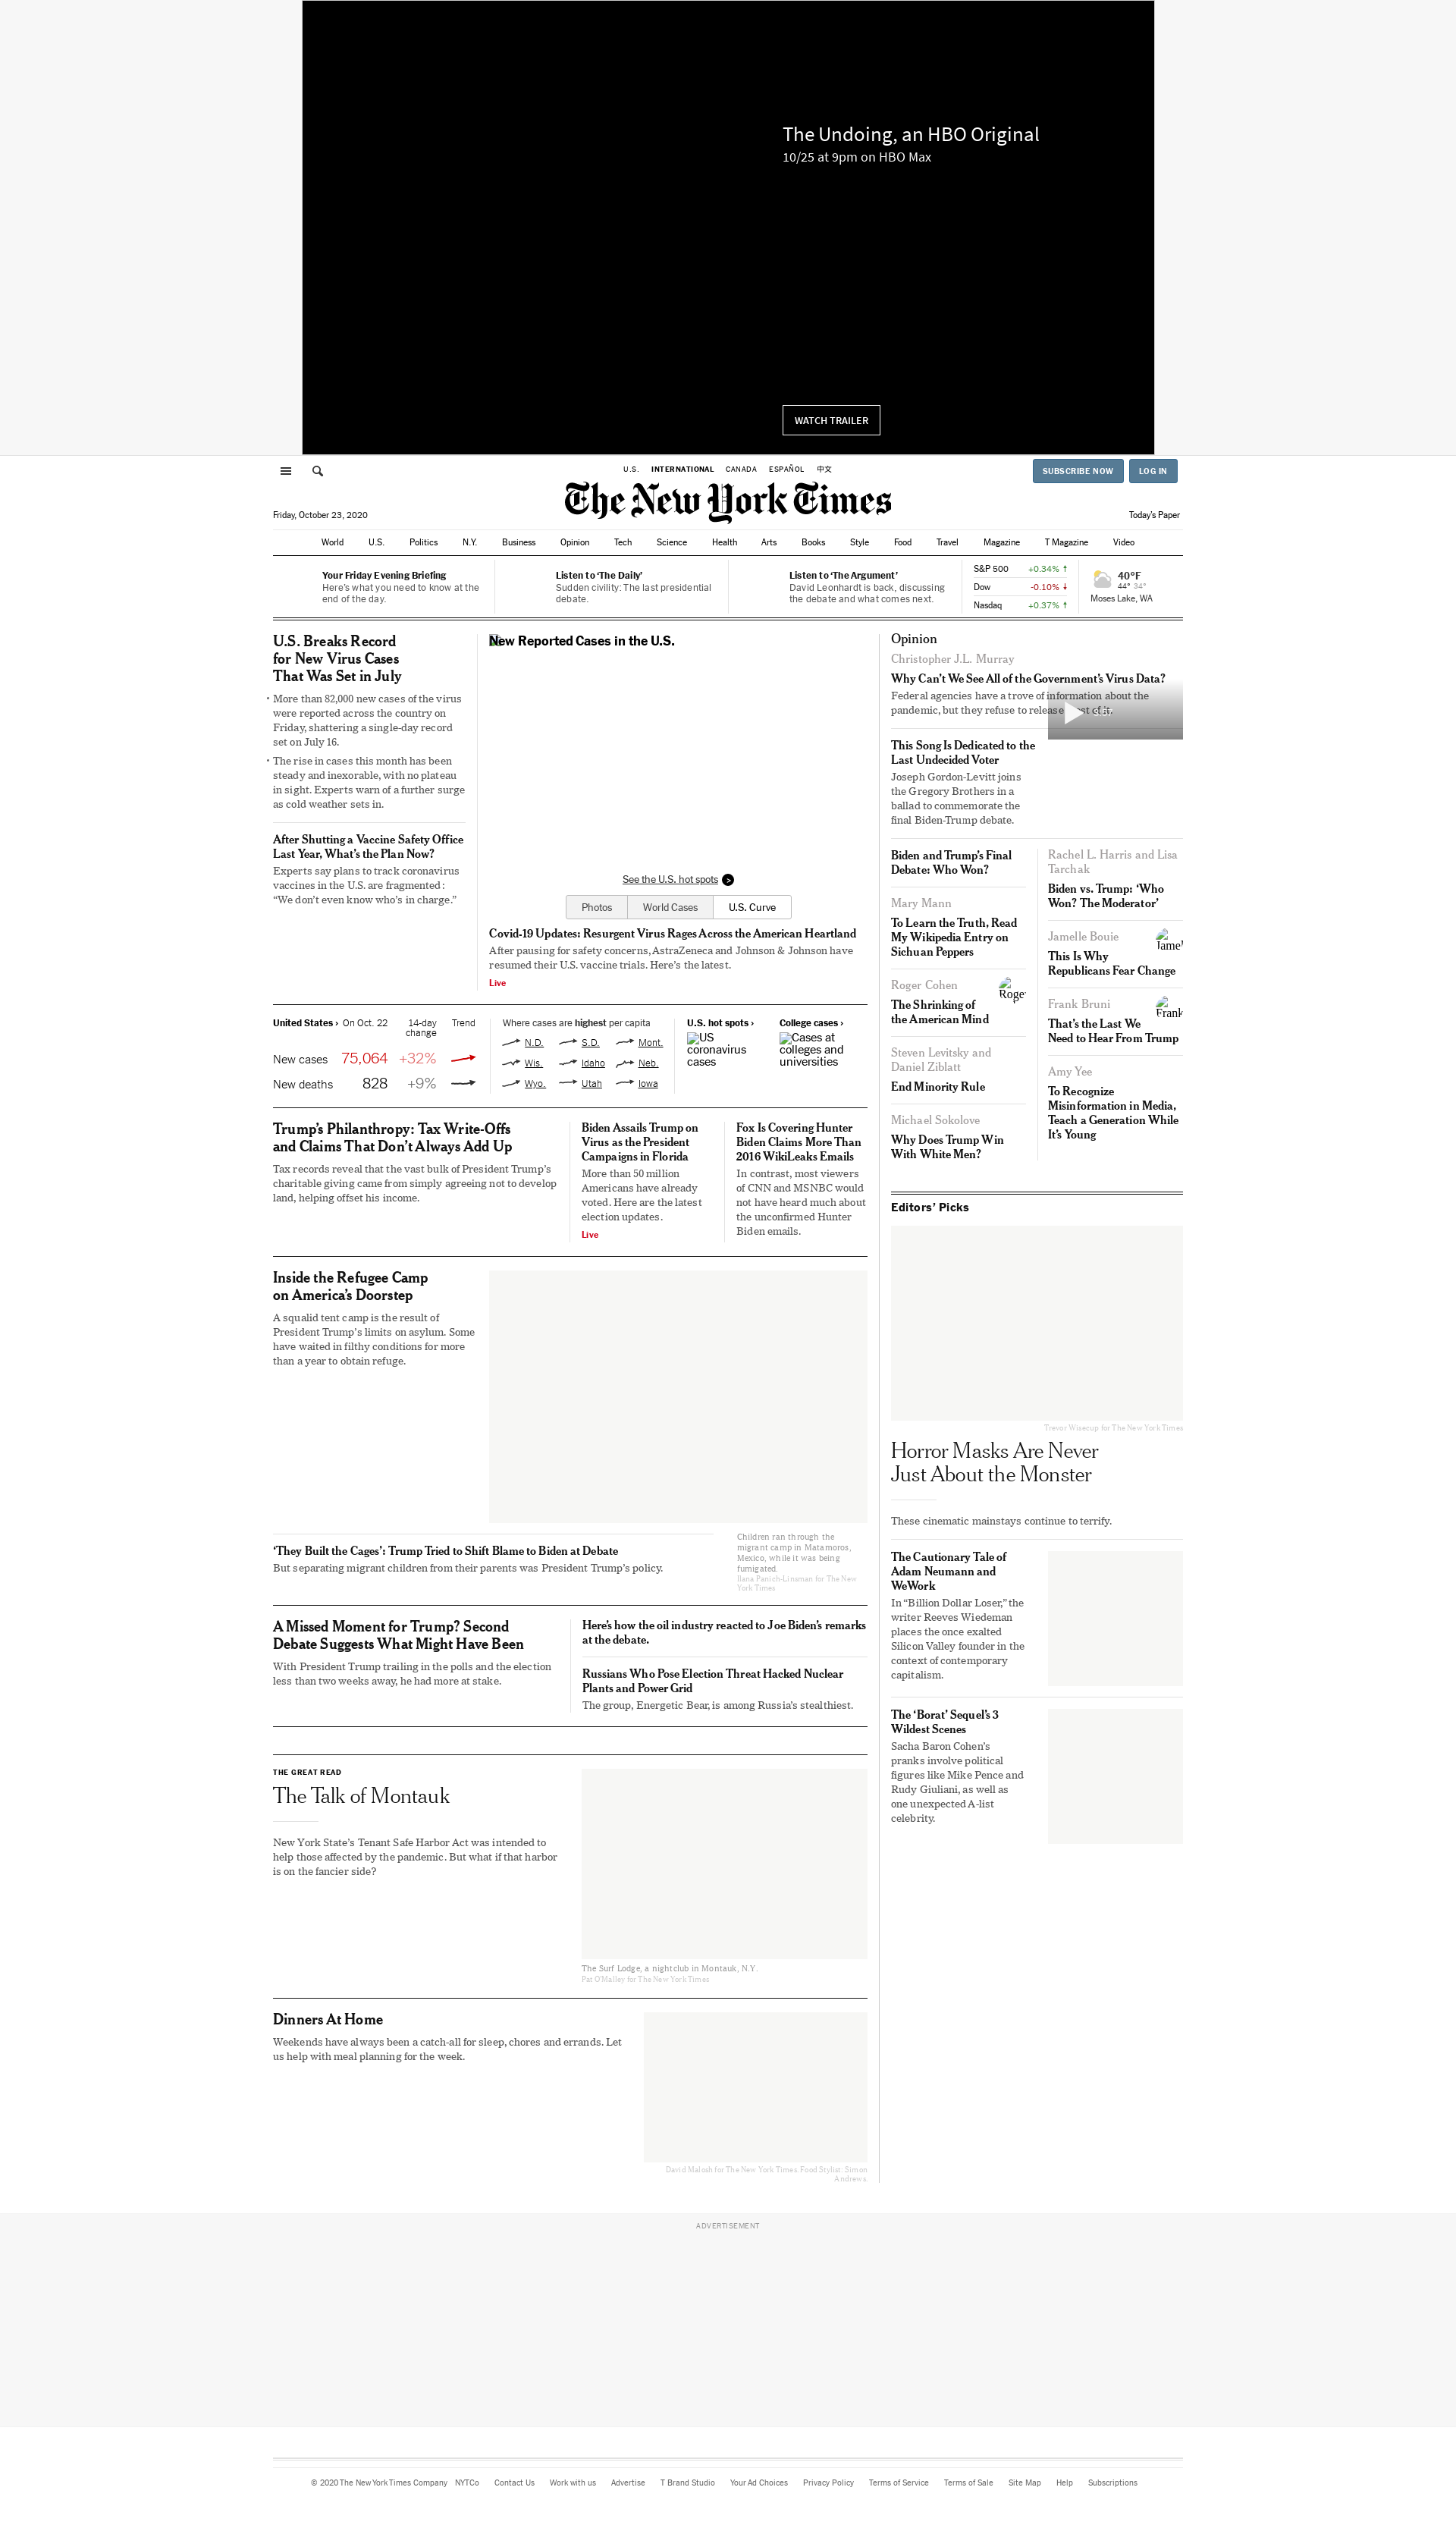 The Undoing, an HBO Original
10/25 at 9pm on HBO Max
WATCH TRAILER
U.S. INTERNATIONAL CANADA ESPAÑOL 中文
SUBSCRIBE NOW LOG IN
The New York Times
Friday, October 23, 2020
Today's Paper
World U.S. Politics N.Y. Business Opinion Tech Science Health Arts Books Style Food Travel Magazine T Magazine Video
Your Friday Evening Briefing
Here's what you need to know at the
end of the day.
Listen to 'The Daily'
Sudden civility: The last presidential
debate.
Listen to 'The Argument'
David Leonhardt is back, discussing
the debate and what comes next.
S&P 500 +0.34% ↑
Dow -0.10% ↓
Nasdaq +0.37% ↑
40°F
44° 34°
Moses Lake, WA
U.S. Breaks Record
for New Virus Cases
That Was Set in July
• More than 82,000 new cases of the virus
were reported across the country on
Friday, shattering a single-day record
set on July 16.
• The rise in cases this month has been
steady and inexorable, with no plateau
in sight. Experts warn of a further surge
as cold weather sets in.
After Shutting a Vaccine Safety Office
Last Year, What's the Plan Now?
Experts say plans to track coronavirus
vaccines in the U.S. are fragmented:
“We don't even know who's in charge.”
New Reported Cases in the U.S.
See the U.S. hot spots >
Photos World Cases U.S. Curve
Covid-19 Updates: Resurgent Virus Rages Across the American Heartland
After pausing for safety concerns, AstraZeneca and Johnson & Johnson have
resumed their U.S. vaccine trials. Here's the latest.
Live
United States › On Oct. 22 14-day
change Trend
New cases 75,064 +32%
New deaths 828 +9%
Where cases are highest per capita
N.D. S.D. Mont.
Wis. Idaho Neb.
Wyo. Utah Iowa
U.S. hot spots ›
US
coronavirus
cases
College cases ›
Cases at
colleges and
universities
Trump's Philanthropy: Tax Write-Offs
and Claims That Don't Always Add Up
Tax records reveal that the vast bulk of President Trump's
charitable giving came from simply agreeing not to develop
land, helping offset his income.
Biden Assails Trump on
Virus as the President
Campaigns in Florida
More than 50 million
Americans have already
voted. Here are the latest
election updates.
Live
Fox Is Covering Hunter
Biden Claims More Than
2016 WikiLeaks Emails
In contrast, most viewers
of CNN and MSNBC would
not have heard much about
the unconfirmed Hunter
Biden emails.
Inside the Refugee Camp
on America's Doorstep
A squalid tent camp is the result of
President Trump's limits on asylum. Some
have waited in filthy conditions for more
than a year to obtain refuge.
Children ran through the
migrant camp in Matamoros,
Mexico, while it was being
fumigated.
Ilana Panich-Linsman for The New
York Times
'They Built the Cages': Trump Tried to Shift Blame to Biden at Debate
But separating migrant children from their parents was President Trump's policy.
A Missed Moment for Trump? Second
Debate Suggests What Might Have Been
With President Trump trailing in the polls and the election
less than two weeks away, he had more at stake.
Here's how the oil industry reacted to Joe Biden's remarks
at the debate.
Russians Who Pose Election Threat Hacked Nuclear
Plants and Power Grid
The group, Energetic Bear, is among Russia's stealthiest.
THE GREAT READ
The Talk of Montauk
New York State's Tenant Safe Harbor Act was intended to
help those affected by the pandemic. But what if that harbor
is on the fancier side?
The Surf Lodge, a nightclub in Montauk, N.Y.
Pat O'Malley for The New York Times
Dinners At Home
Weekends have always been a catch-all for sleep, chores and errands. Let
us help with meal planning for the week.
David Malosh for The New York Times. Food Stylist: Simon
Andrews.
Opinion
Christopher J.L. Murray
Why Can't We See All of the Government's Virus Data?
Federal agencies have a trove of information about the
pandemic, but they refuse to release most of it.
This Song Is Dedicated to the
Last Undecided Voter
Joseph Gordon-Levitt joins
the Gregory Brothers in a
ballad to commemorate the
final Biden-Trump debate.
Biden and Trump's Final
Debate: Who Won?
Mary Mann
To Learn the Truth, Read
My Wikipedia Entry on
Sichuan Peppers
Roger Cohen
Roger
The Shrinking of
the American Mind
Steven Levitsky and
Daniel Ziblatt
End Minority Rule
Michael Sokolove
Why Does Trump Win
With White Men?
Rachel L. Harris and Lisa
Tarchak
Biden vs. Trump: 'Who
Won? The Moderator'
Jamelle Bouie
This Is Why
Republicans Fear Change
Frank Bruni
Frank
That's the Last We
Need to Hear From Trump
Amy Yee
To Recognize
Misinformation in Media,
Teach a Generation While
It's Young
Editors' Picks
Trevor Wisecup for The New York Times
Horror Masks Are Never
Just About the Monster
These cinematic mainstays continue to terrify.
The Cautionary Tale of
Adam Neumann and
WeWork
In “Billion Dollar Loser,” the
writer Reeves Wiedeman
places the once exalted
Silicon Valley founder in the
context of contemporary
capitalism.
The 'Borat' Sequel's 3
Wildest Scenes
Sacha Baron Cohen's
pranks involve political
figures like Mike Pence and
Rudy Giuliani, as well as
one unexpected A-list
celebrity.
ADVERTISEMENT
© 2020 The New York Times Company NYTCo Contact Us Work with us Advertise T Brand Studio Your Ad Choices Privacy Policy Terms of Service Terms of Sale Site Map Help Subscriptions